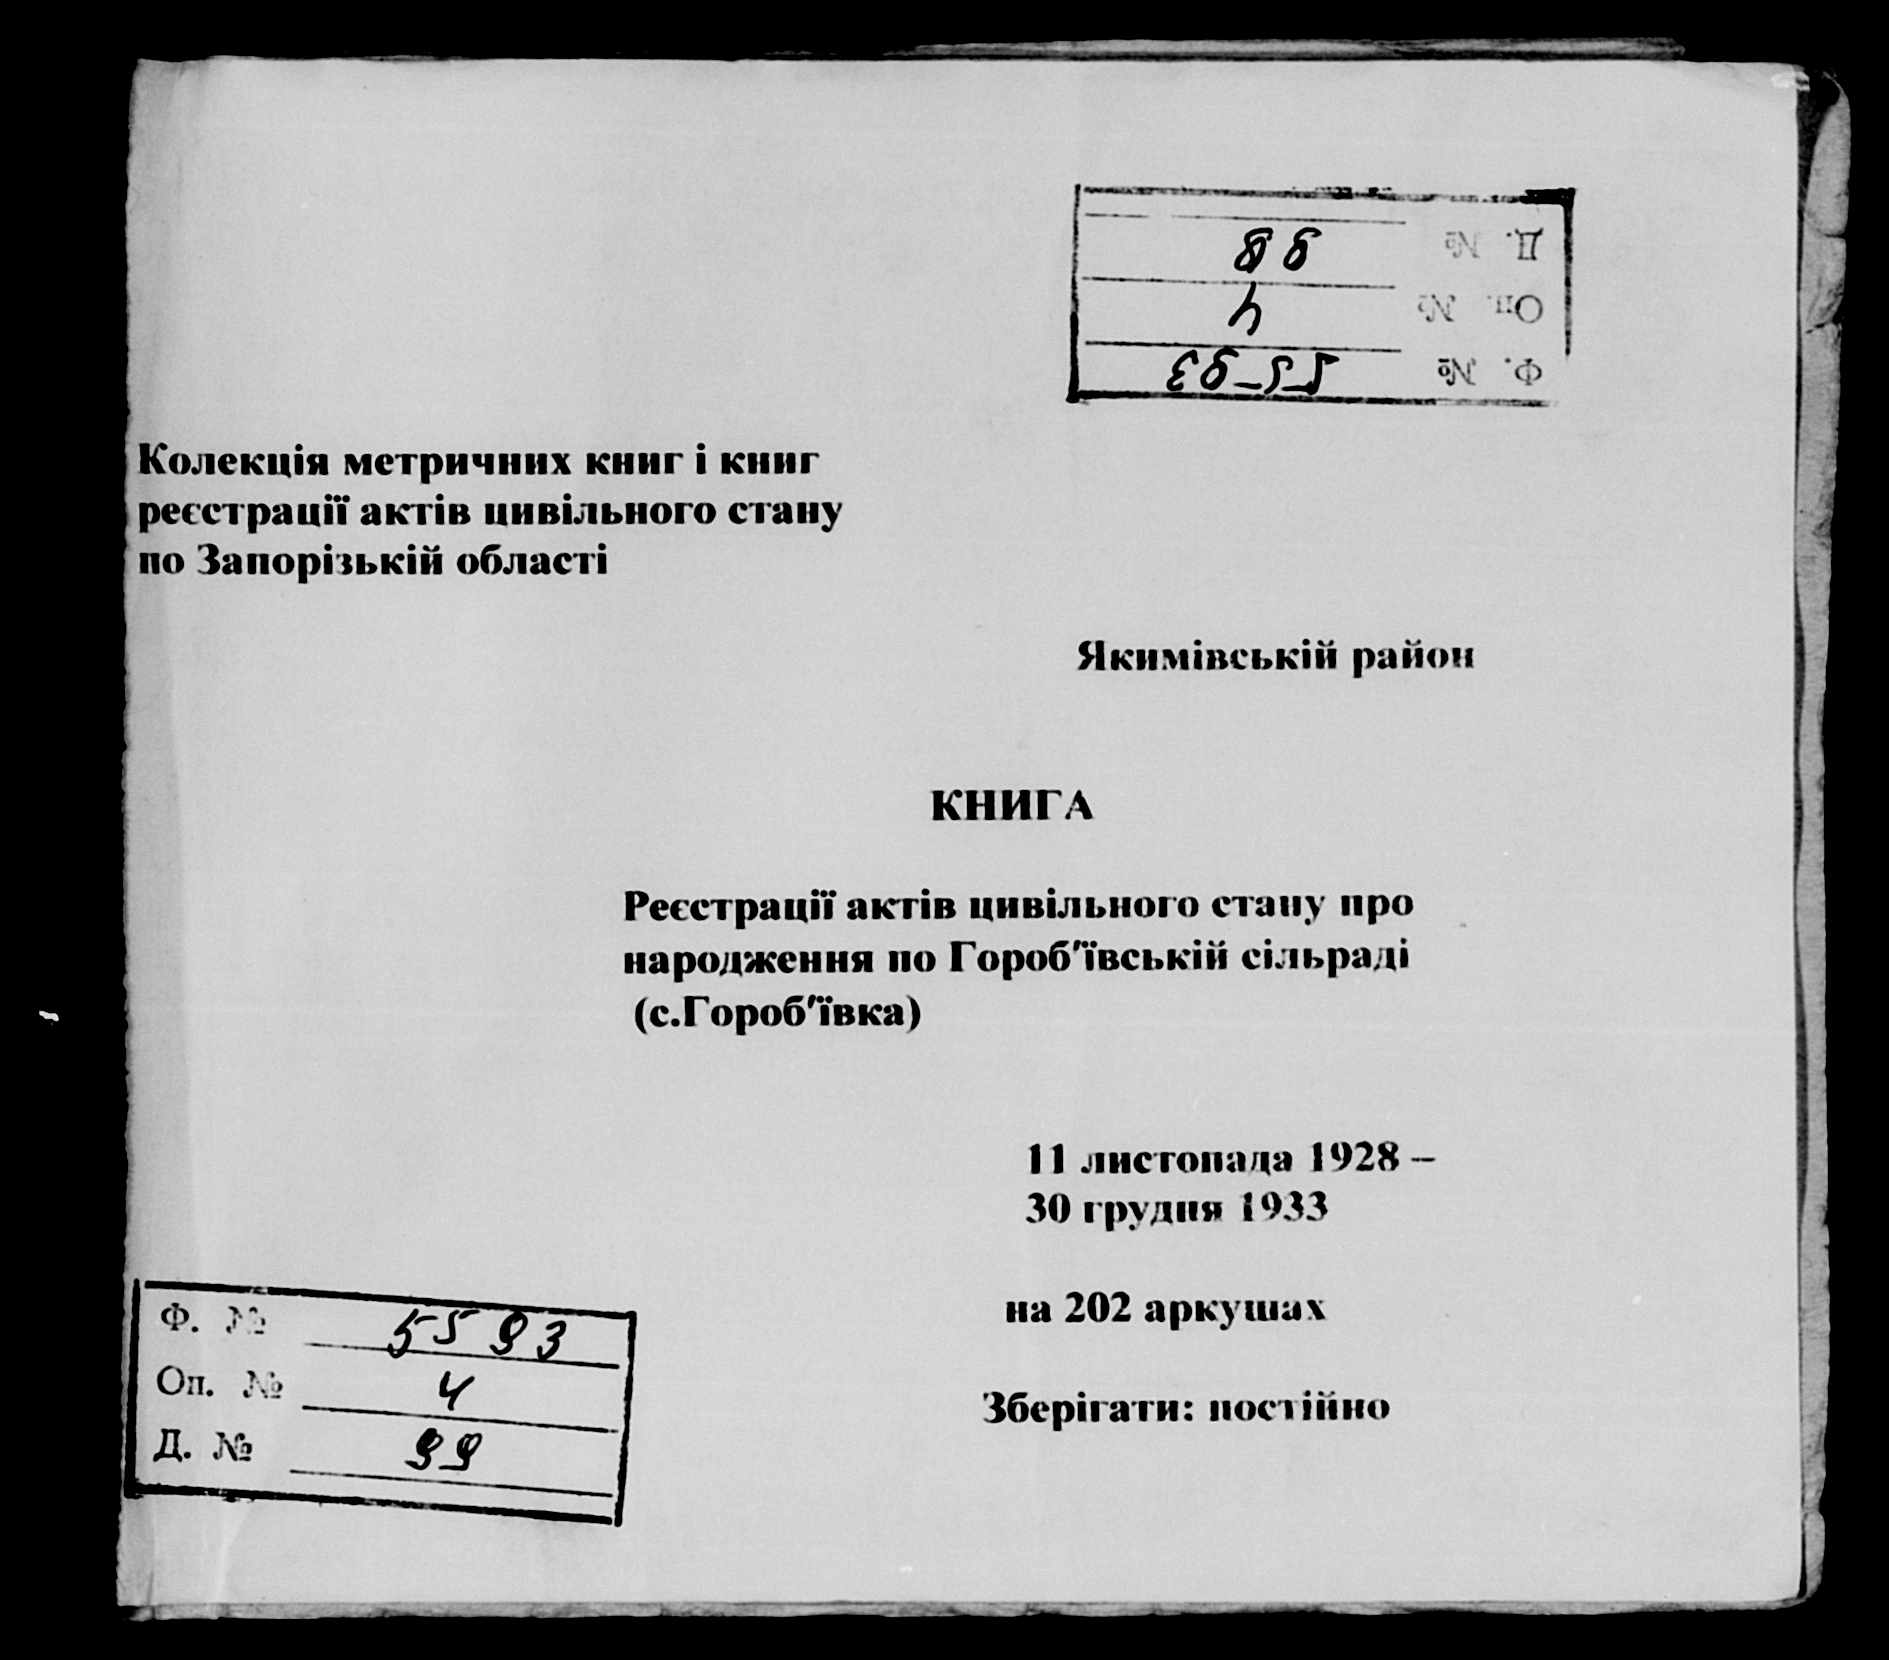 Ф. № 5593
Оп. № 4
Д. № 99
Колекція метричних книг і книг
реєстрації актів цивільного стану
по Запорізькій області
Якимівській район
КНИГА
Реєстрації актів цивільного стану про
народження по Гороб'ївській сільраді
(с.Гороб'ївка)
11 листопада 1928 –
30 грудня 1933
на 202 аркушах
Зберігати: постійно
Ф. № 5593
Оп. № 4
Д. № 99